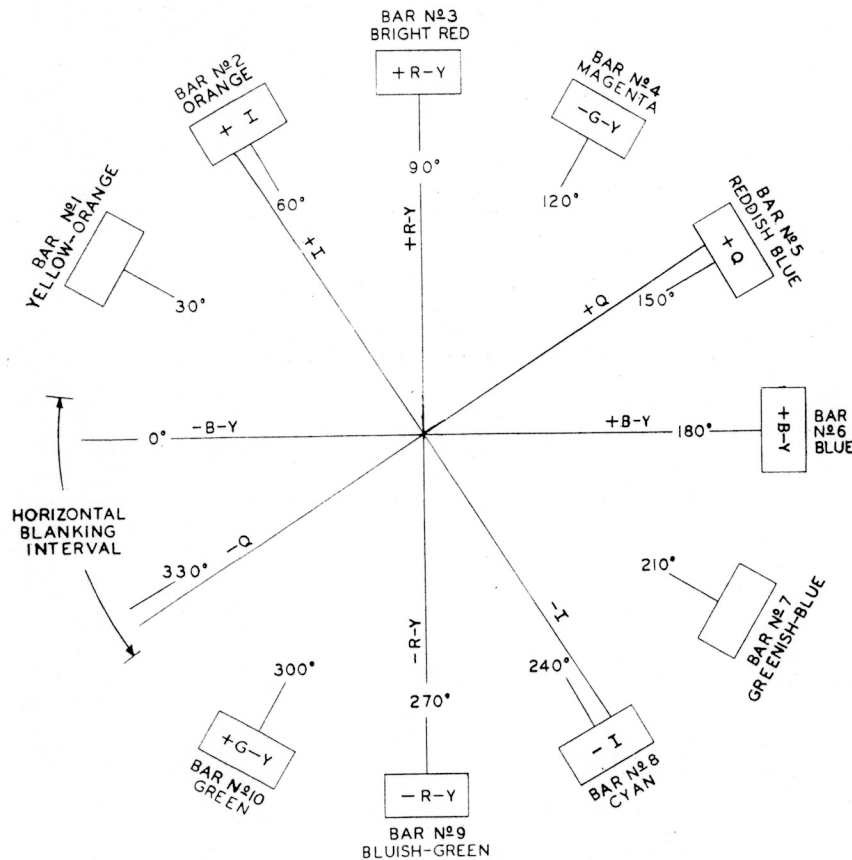 BAR №3
BRIGHT RED
+R-Y
BAR №2
ORANGE
+ I
BAR №4
MAGENTA
-G-Y
90°
60°
120°
+R-Y
+I
BAR №1
YELLOW-ORANGE
30°
BAR №5
REDDISH BLUE
+Q
+Q
150°
0°
-B-Y
+B-Y
180°
+B-Y
BAR
№6
BLUE
HORIZONTAL
BLANKING
INTERVAL
-Q
330°
210°
BAR №7
GREENISH-BLUE
-I
-R-Y
300°
270°
240°
+G-Y
BAR №10
GREEN
-R-Y
BAR №9
BLUISH-GREEN
- I
BAR №8
CYAN